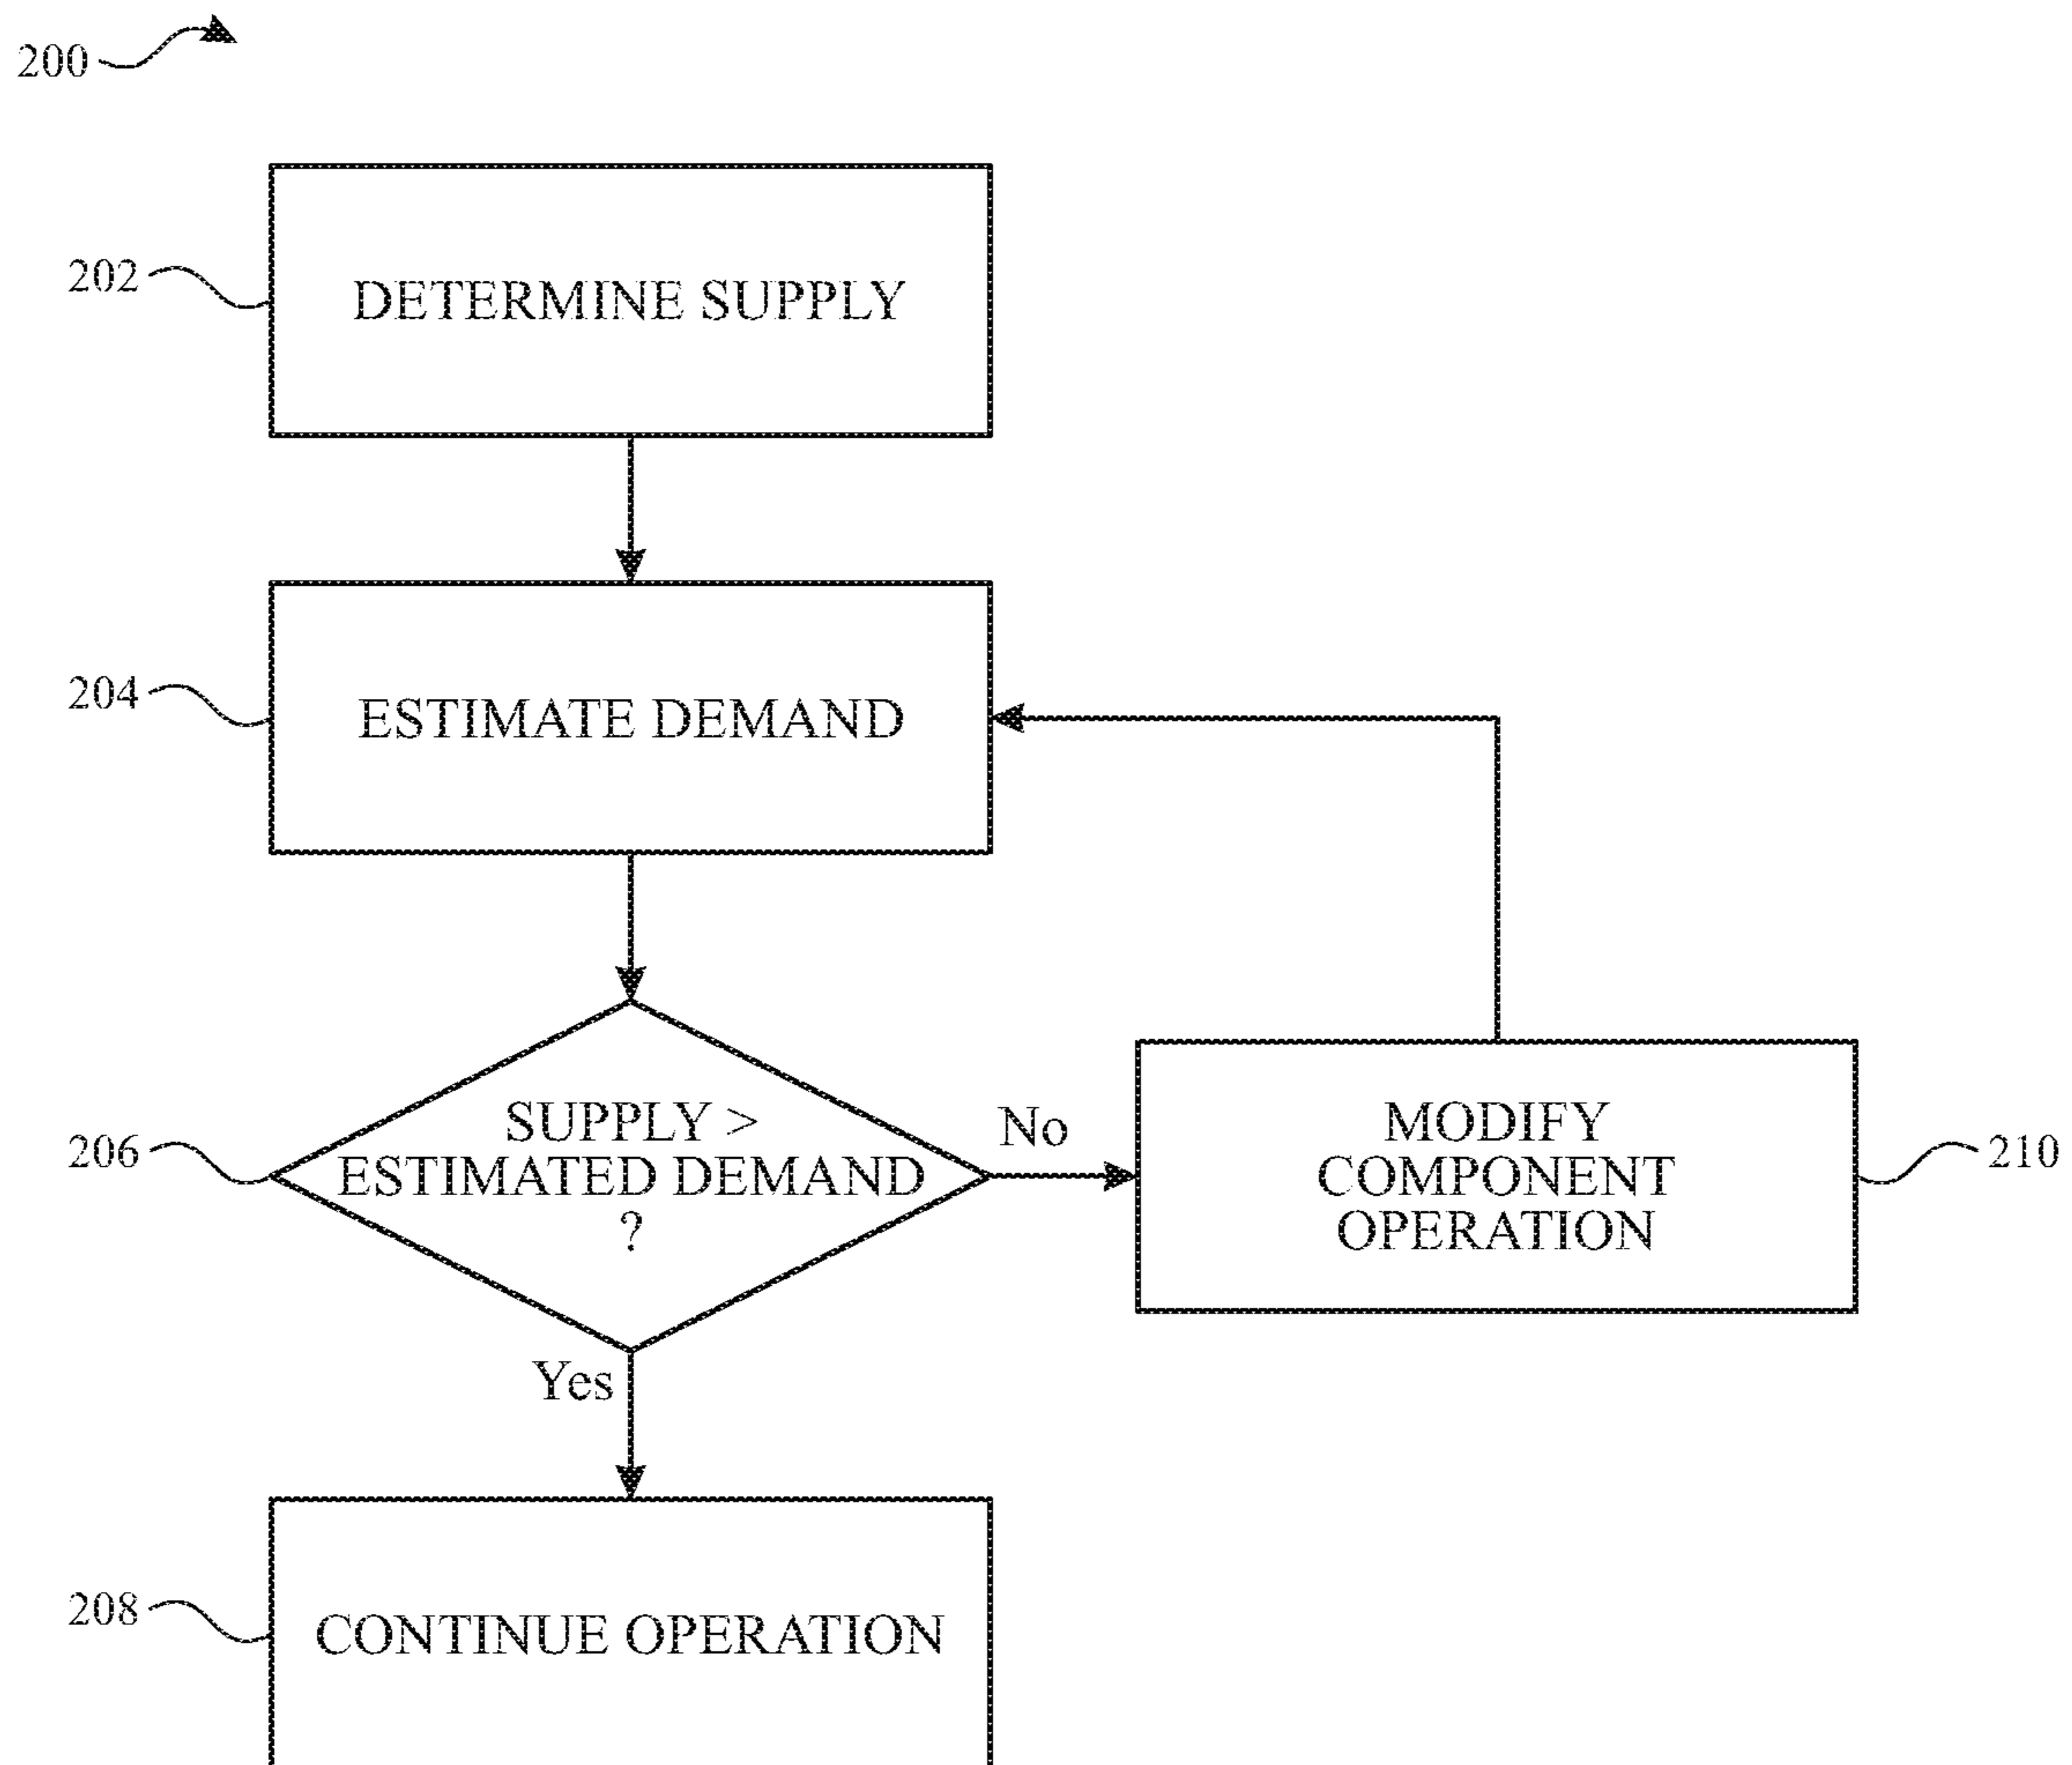 200
202
DETERMINE SUPPLY
204
ESTIMATE DEMAND
206
SUPPLY >
ESTIMATED DEMAND
?
No
MODIFY
COMPONENT
OPERATION
210
Yes
208
CONTINUE OPERATION